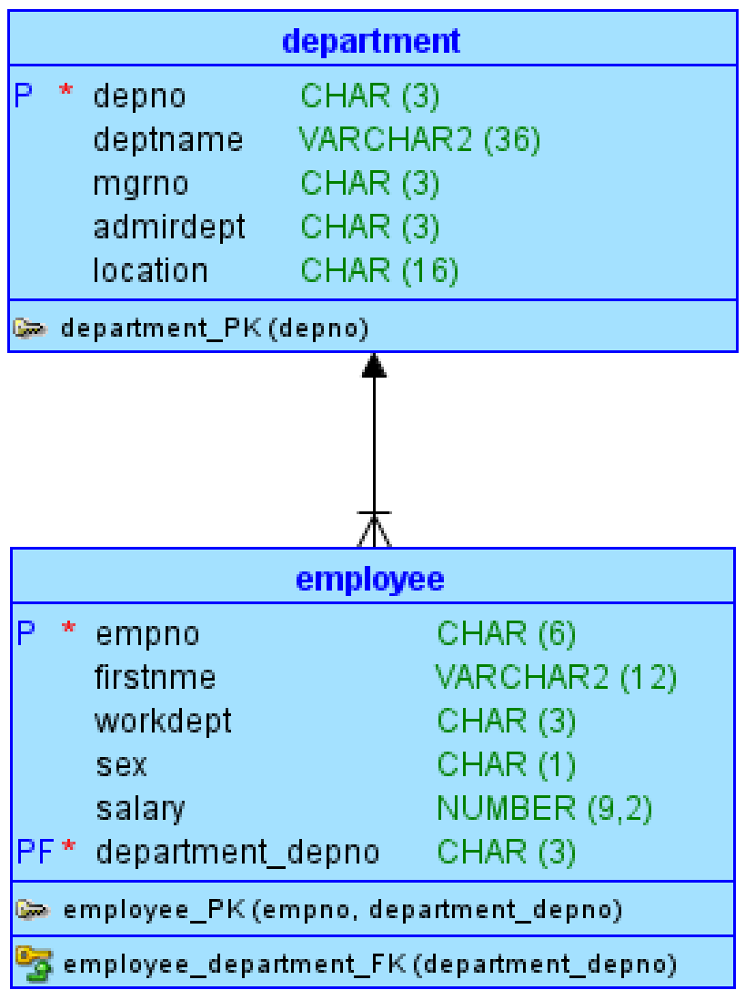 department
P * depno CHAR (3)
deptname VARCHAR2 (36)
mgrno CHAR (3)
admirdept CHAR (3)
location CHAR (16)
department_PK (depno)
employee
P * empno CHAR (6)
firstnme VARCHAR2 (12)
workdept CHAR (3)
sex CHAR (1)
salary NUMBER (9,2)
PF * department_depno CHAR (3)
employee_PK (empno, department_depno)
employee_department_FK (department_depno)